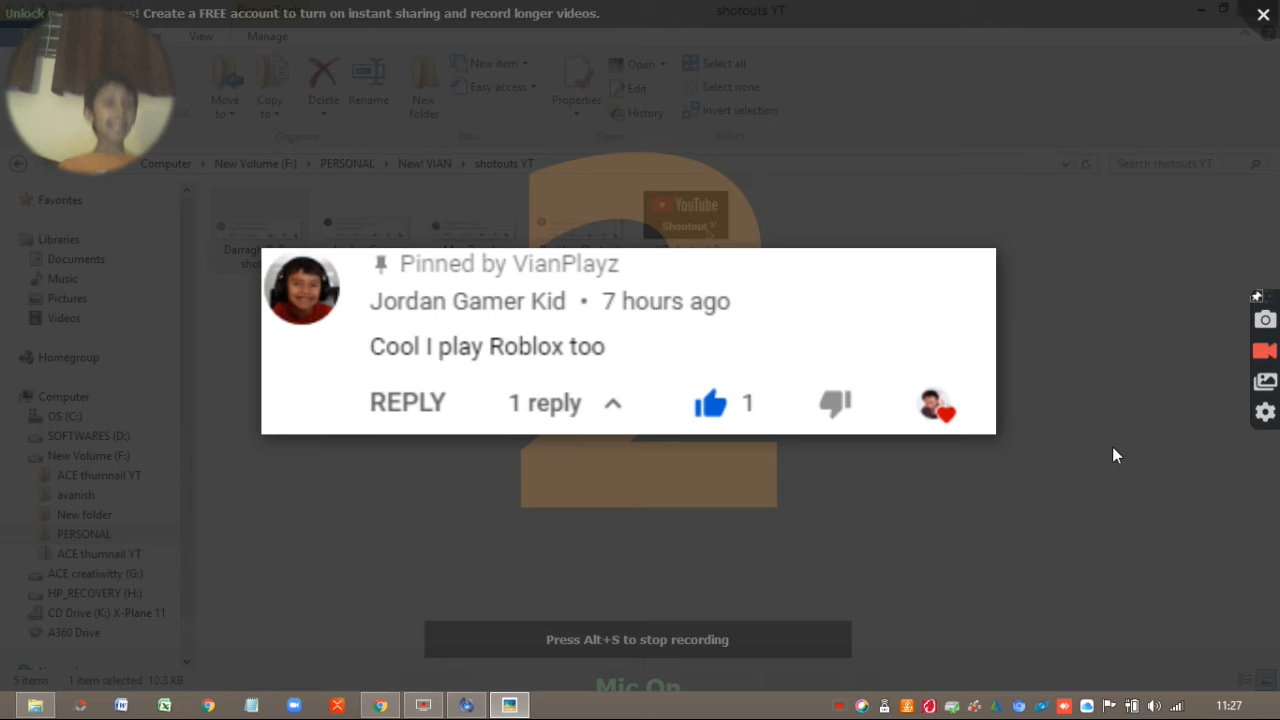 Unlock
! Create a FREE account to turn on instant sharing and record longer videos.
shotouts YT
View
Manage
Move to
Copy to
Delete
Rename
New folder
New item
Easy access
Properties
Open
Edit
History
Select all
Select none
Invert selection
Organize
New
Open
Select
Computer
New Volume (F:)
PERSONAL
New! VIAN
shotouts YT
Search shotouts YT
Favorites
Libraries
Documents
Music
Pictures
Videos
Homegroup
Computer
OS (C:)
SOFTWARES (D:)
New Volume (F:)
ACE thumnail YT
avanish
New folder
PERSONAL
ACE thumnail YT
ACE creatiwitty (G:)
HP_RECOVERY (H:)
CD Drive (K:) X-Plane 11
A360 Drive
YouTube
Shoutout
2
Pinned by VianPlayz
Jordan Gamer Kid • 7 hours ago
Cool I play Roblox too
REPLY 1 reply 1
Press Alt+S to stop recording
Mic On
5 items 1 item selected 10.3 KB
11:27